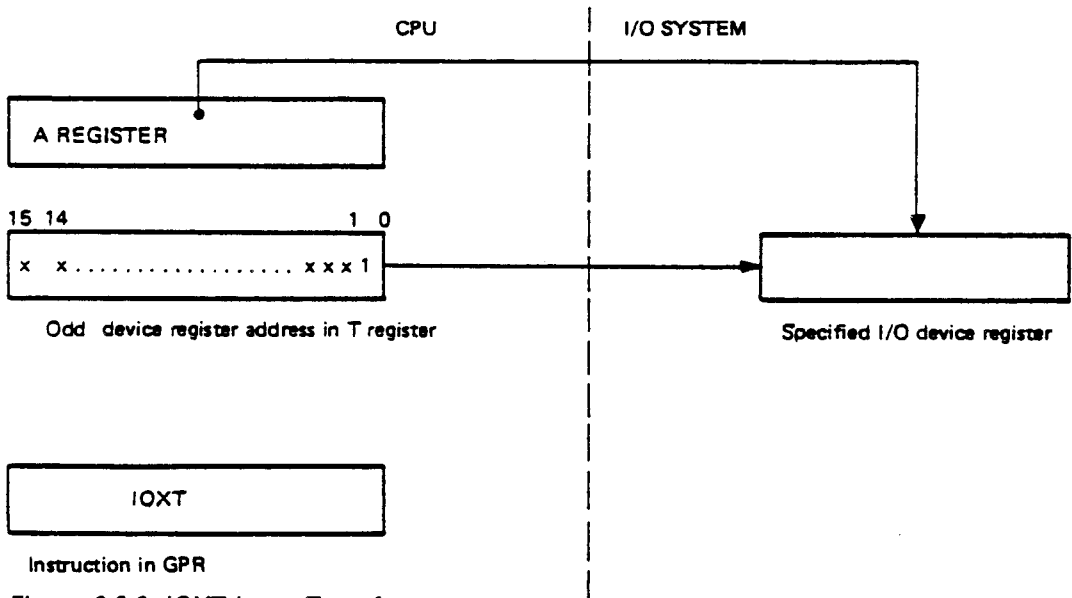 CPU
I/O SYSTEM
A REGISTER
15 14 1 0
x x.................. x x x 1
Odd device register address in T register
Specified I/O device register
IOXT
Instruction in GPR